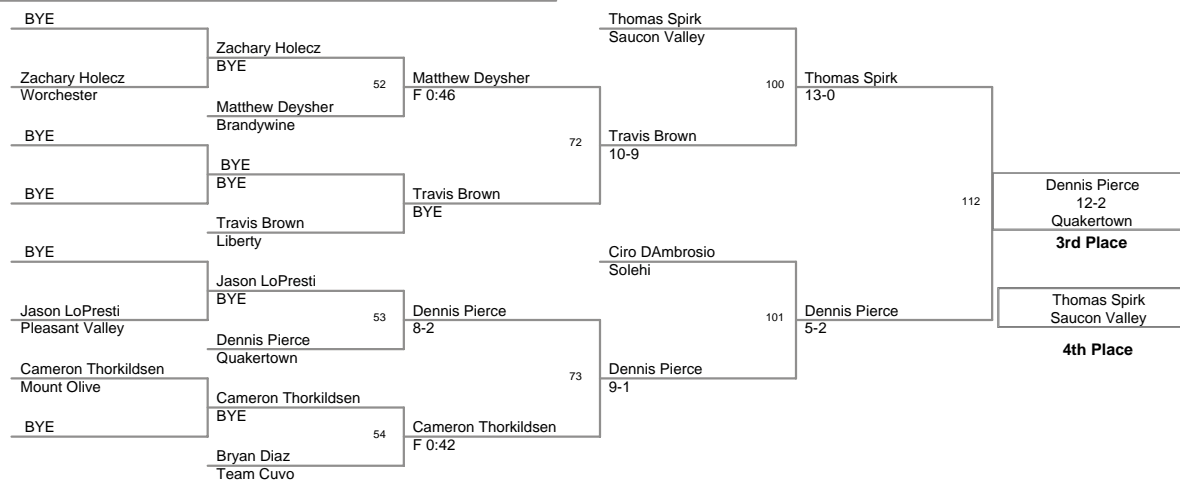 BYE
Zachary Holecz
Worchester
BYE
BYE
BYE
Jason LoPresti
Pleasant Valley
Cameron Thorkildsen
Mount Olive
BYE
Zachary Holecz
BYE
52
Matthew Deysher
Brandywine
BYE
BYE
Travis Brown
Liberty
Jason LoPresti
BYE
53
Dennis Pierce
Quakertown
Cameron Thorkildsen
BYE
54
Bryan Diaz
Team Cuvo
Matthew Deysher
F 0:46
72
Travis Brown
BYE
Dennis Pierce
8-2
73
Cameron Thorkildsen
F 0:42
Thomas Spirk
Saucon Valley
100
Travis Brown
10-9
Ciro DAmbrosio
Solehi
101
Dennis Pierce
9-1
Thomas Spirk
13-0
112
Dennis Pierce
5-2
Dennis Pierce
12-2
Quakertown
3rd Place
Thomas Spirk
Saucon Valley
4th Place